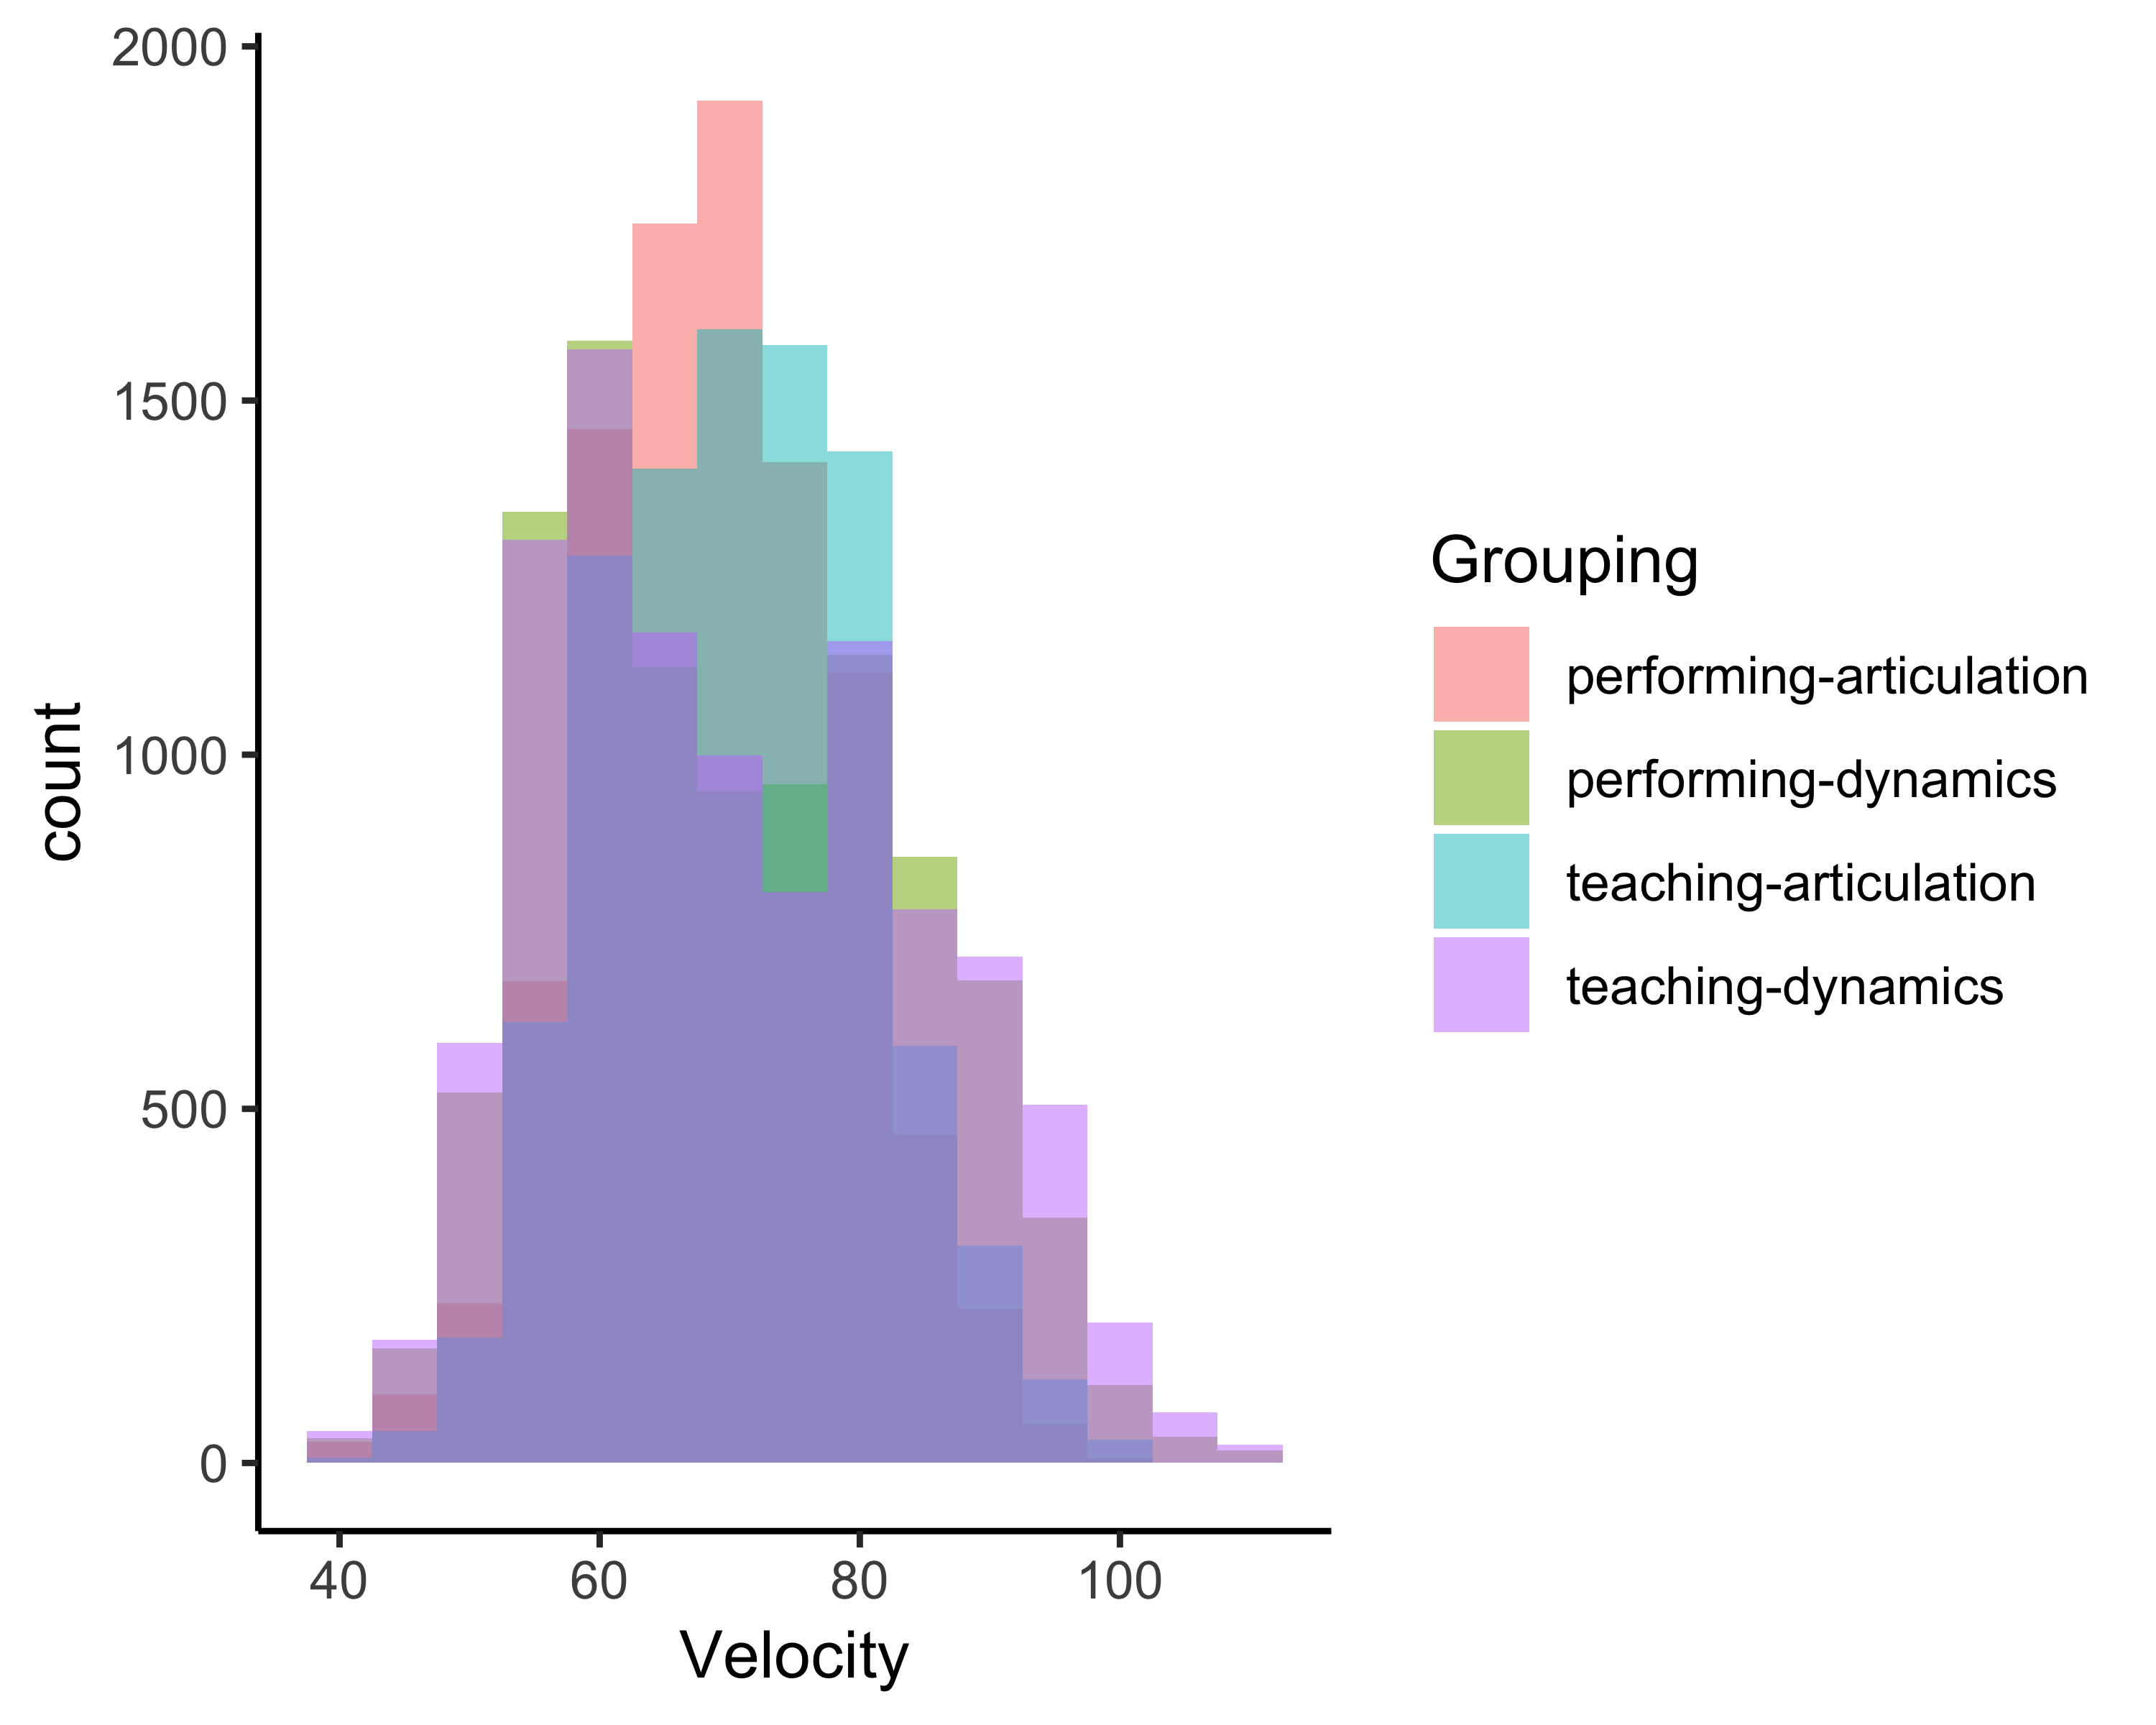 2000
1500
1000
500
0
count
40 60 80 100
Velocity
Grouping
performing-articulation
performing-dynamics
teaching-articulation
teaching-dynamics